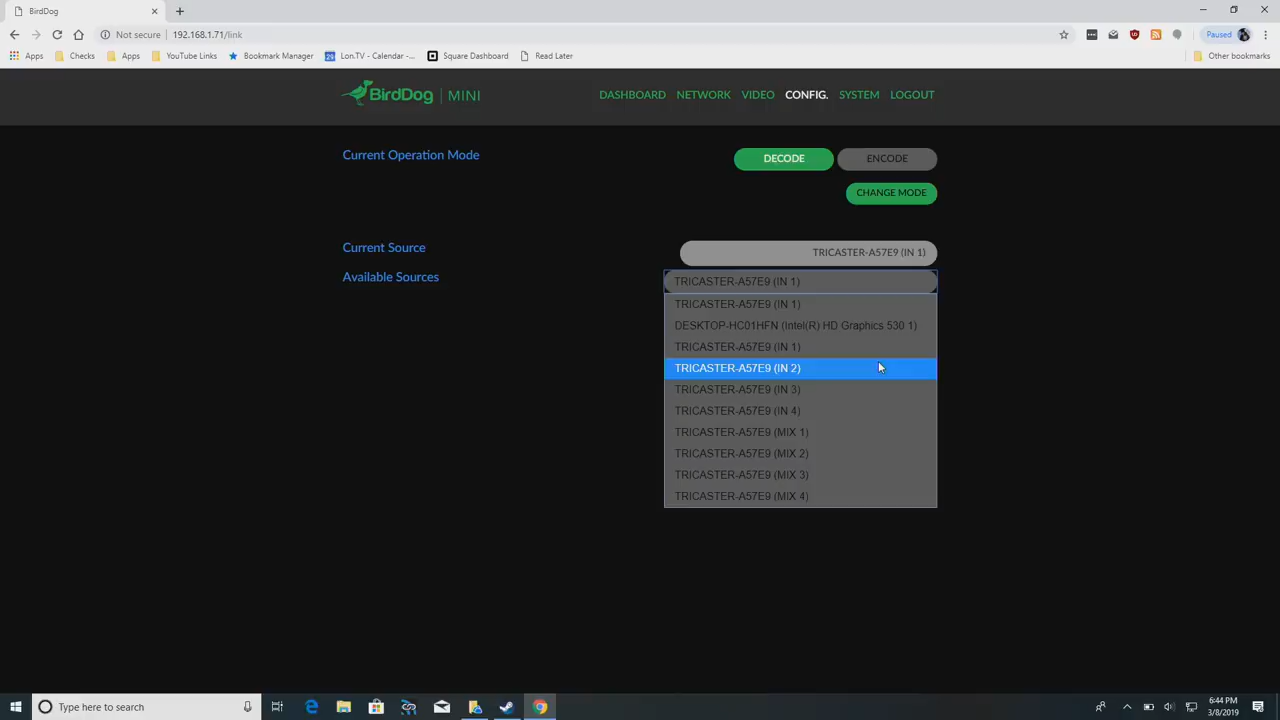 BirdDog
Not secure 192.168.1.71/link
Paused
Apps Checks Apps YouTube Links Bookmark Manager Lon.TV - Calendar -... Square Dashboard Read Later Other bookmarks
BirdDog MINI
DASHBOARD NETWORK VIDEO CONFIG. SYSTEM LOGOUT
Current Operation Mode
DECODE ENCODE
CHANGE MODE
Current Source TRICASTER-A57E9 (IN 1)
Available Sources TRICASTER-A57E9 (IN 1)
TRICASTER-A57E9 (IN 1)
DESKTOP-HC01HFN (Intel(R) HD Graphics 530 1)
TRICASTER-A57E9 (IN 1)
TRICASTER-A57E9 (IN 2)
TRICASTER-A57E9 (IN 3)
TRICASTER-A57E9 (IN 4)
TRICASTER-A57E9 (MIX 1)
TRICASTER-A57E9 (MIX 2)
TRICASTER-A57E9 (MIX 3)
TRICASTER-A57E9 (MIX 4)
Type here to search
6:44 PM
3/8/2019